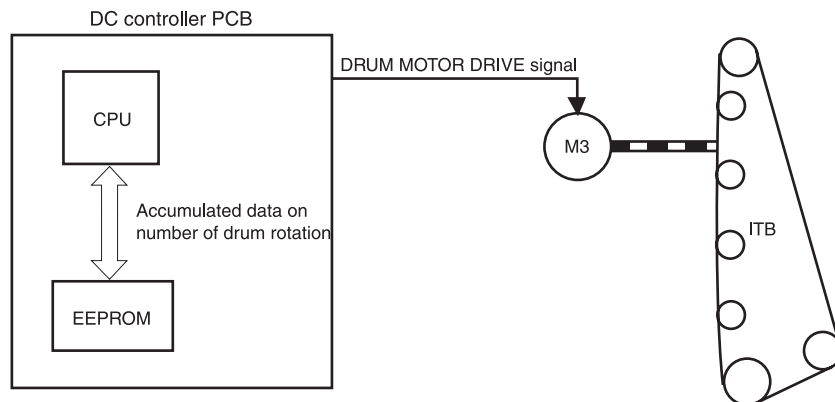 DC controller PCB
DRUM MOTOR DRIVE signal
CPU
M3
Accumulated data on
number of drum rotation
ITB
EEPROM